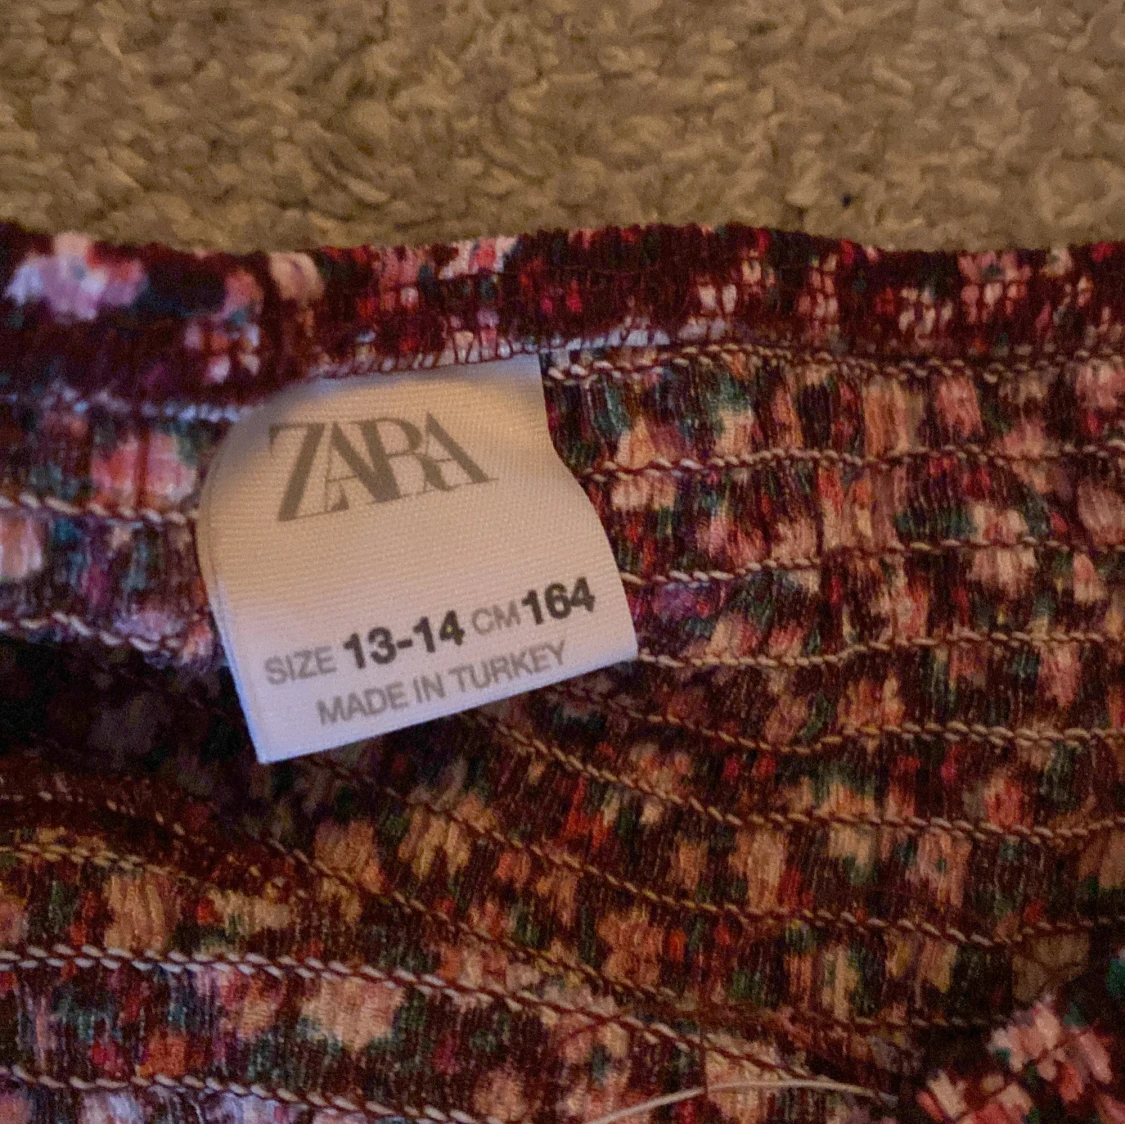 ZARA
SIZE 13-14 CM 164
MADE IN TURKEY